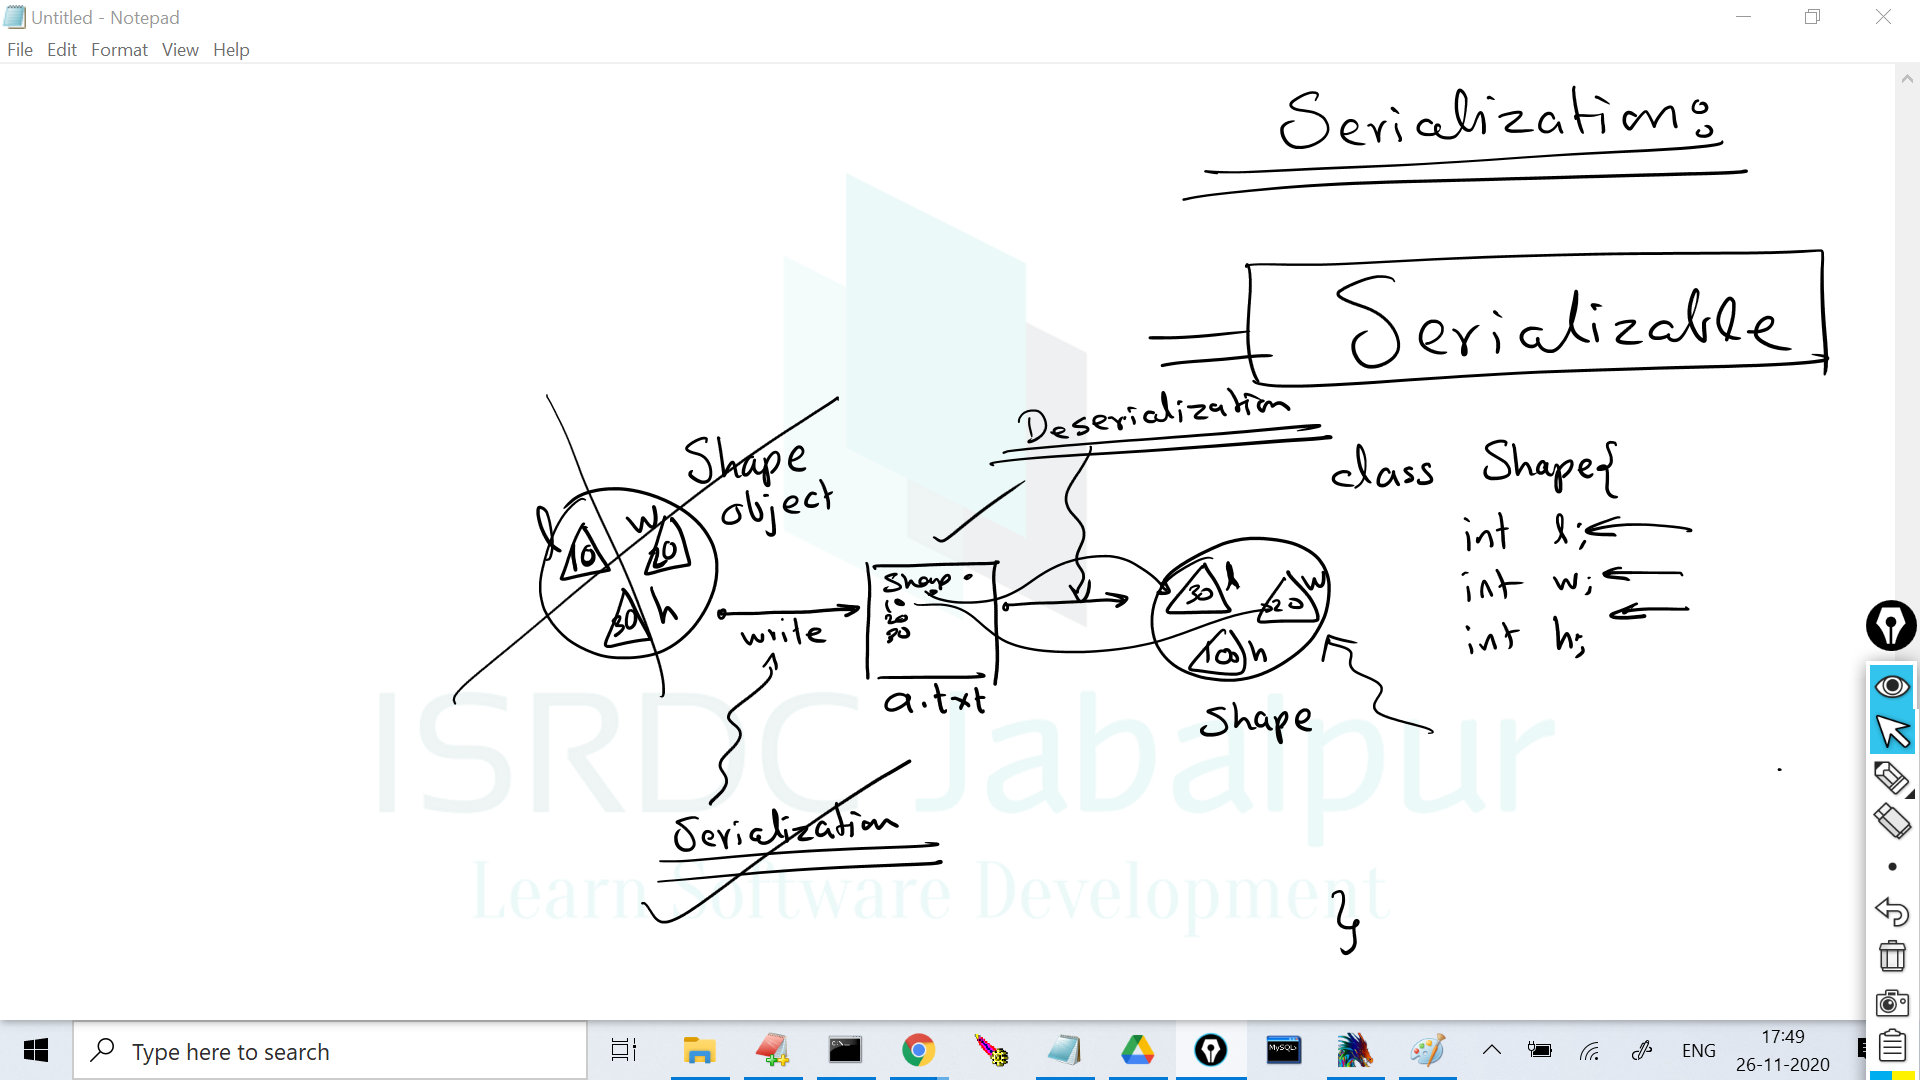 Untitled - Notepad
File Edit Format View Help
Serialization:
Serializable
Deserialization
Shape
object
l
w
10
20
30 h
write
Shape
10
20
30
a.txt
30 l
20 w
100 h
Shape
class Shape{
int l;
int w;
int h;
}
Serialization
ISRDC Jabalpur
Learn Software Development
Type here to search
C:\
MySQL
ENG
17:49
26-11-2020